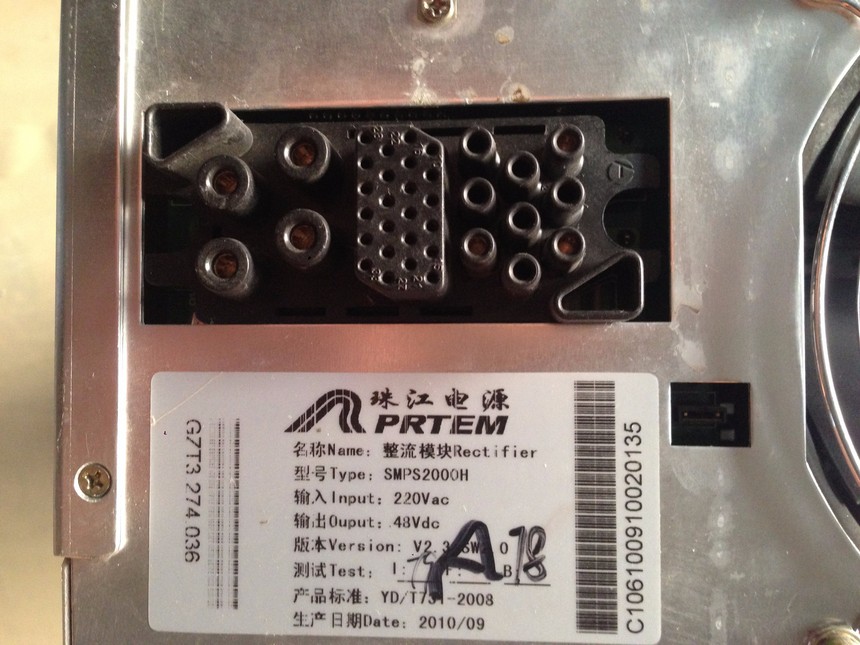 珠江电源
PRTEM
名称Name: 整流模块Rectifier
型号Type: SMPS2000H
输入Input: 220Vac
输出Ouput: 48Vdc
版本Version: V2.3
测试Test: I: B 18
产品标准: YD/T731-2008
生产日期Date: 2010/09
A
G7T3 274 036
C106100910020135